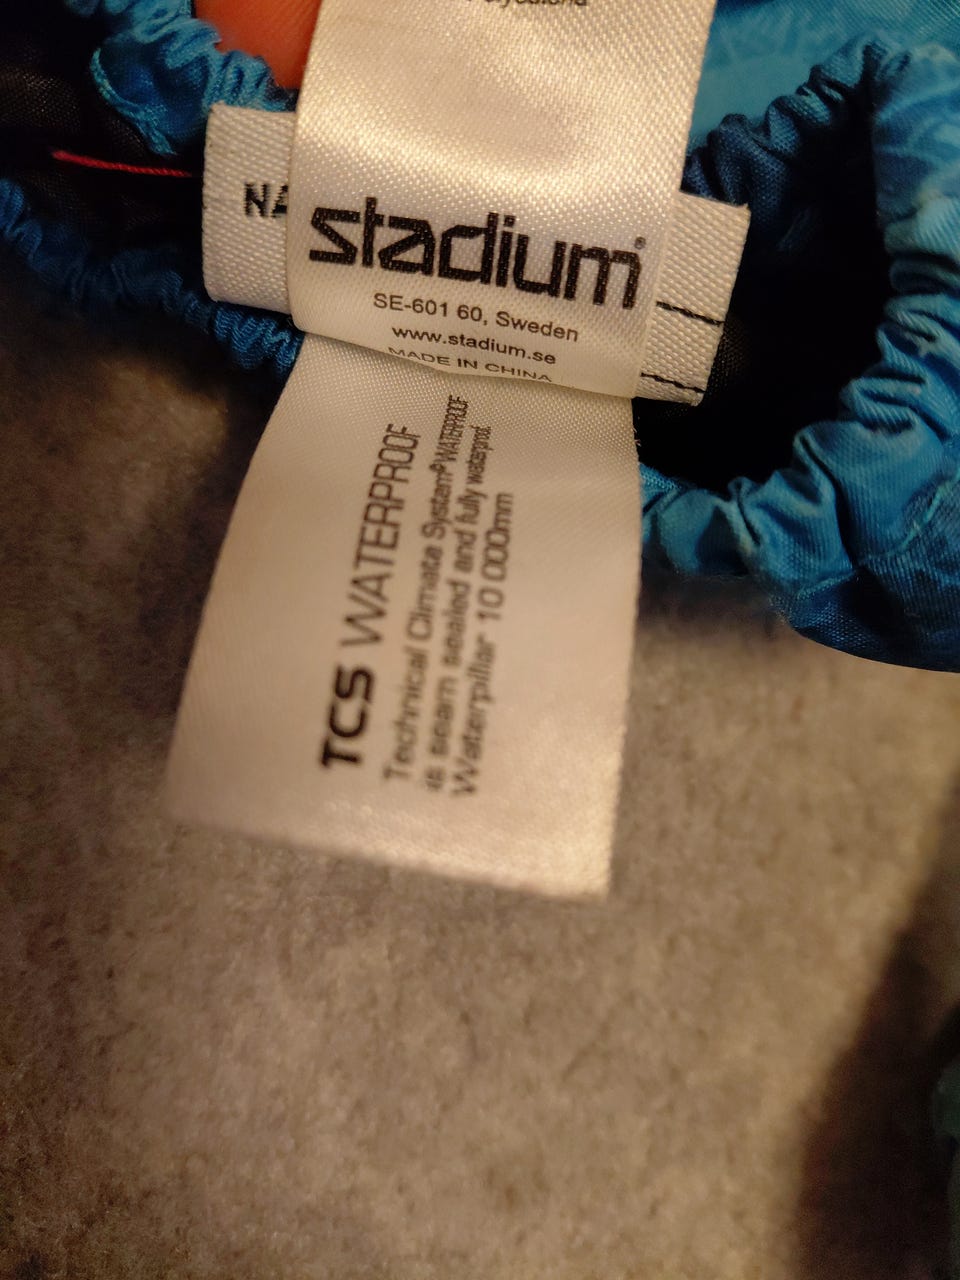 NA
stadium®
SE-601 60, Sweden
www.stadium.se
MADE IN CHINA
TCS WATERPROOF
Technical Climate System® WATERPROOF
is seam sealed and fully waterproof.
Waterpillar 10 000mm